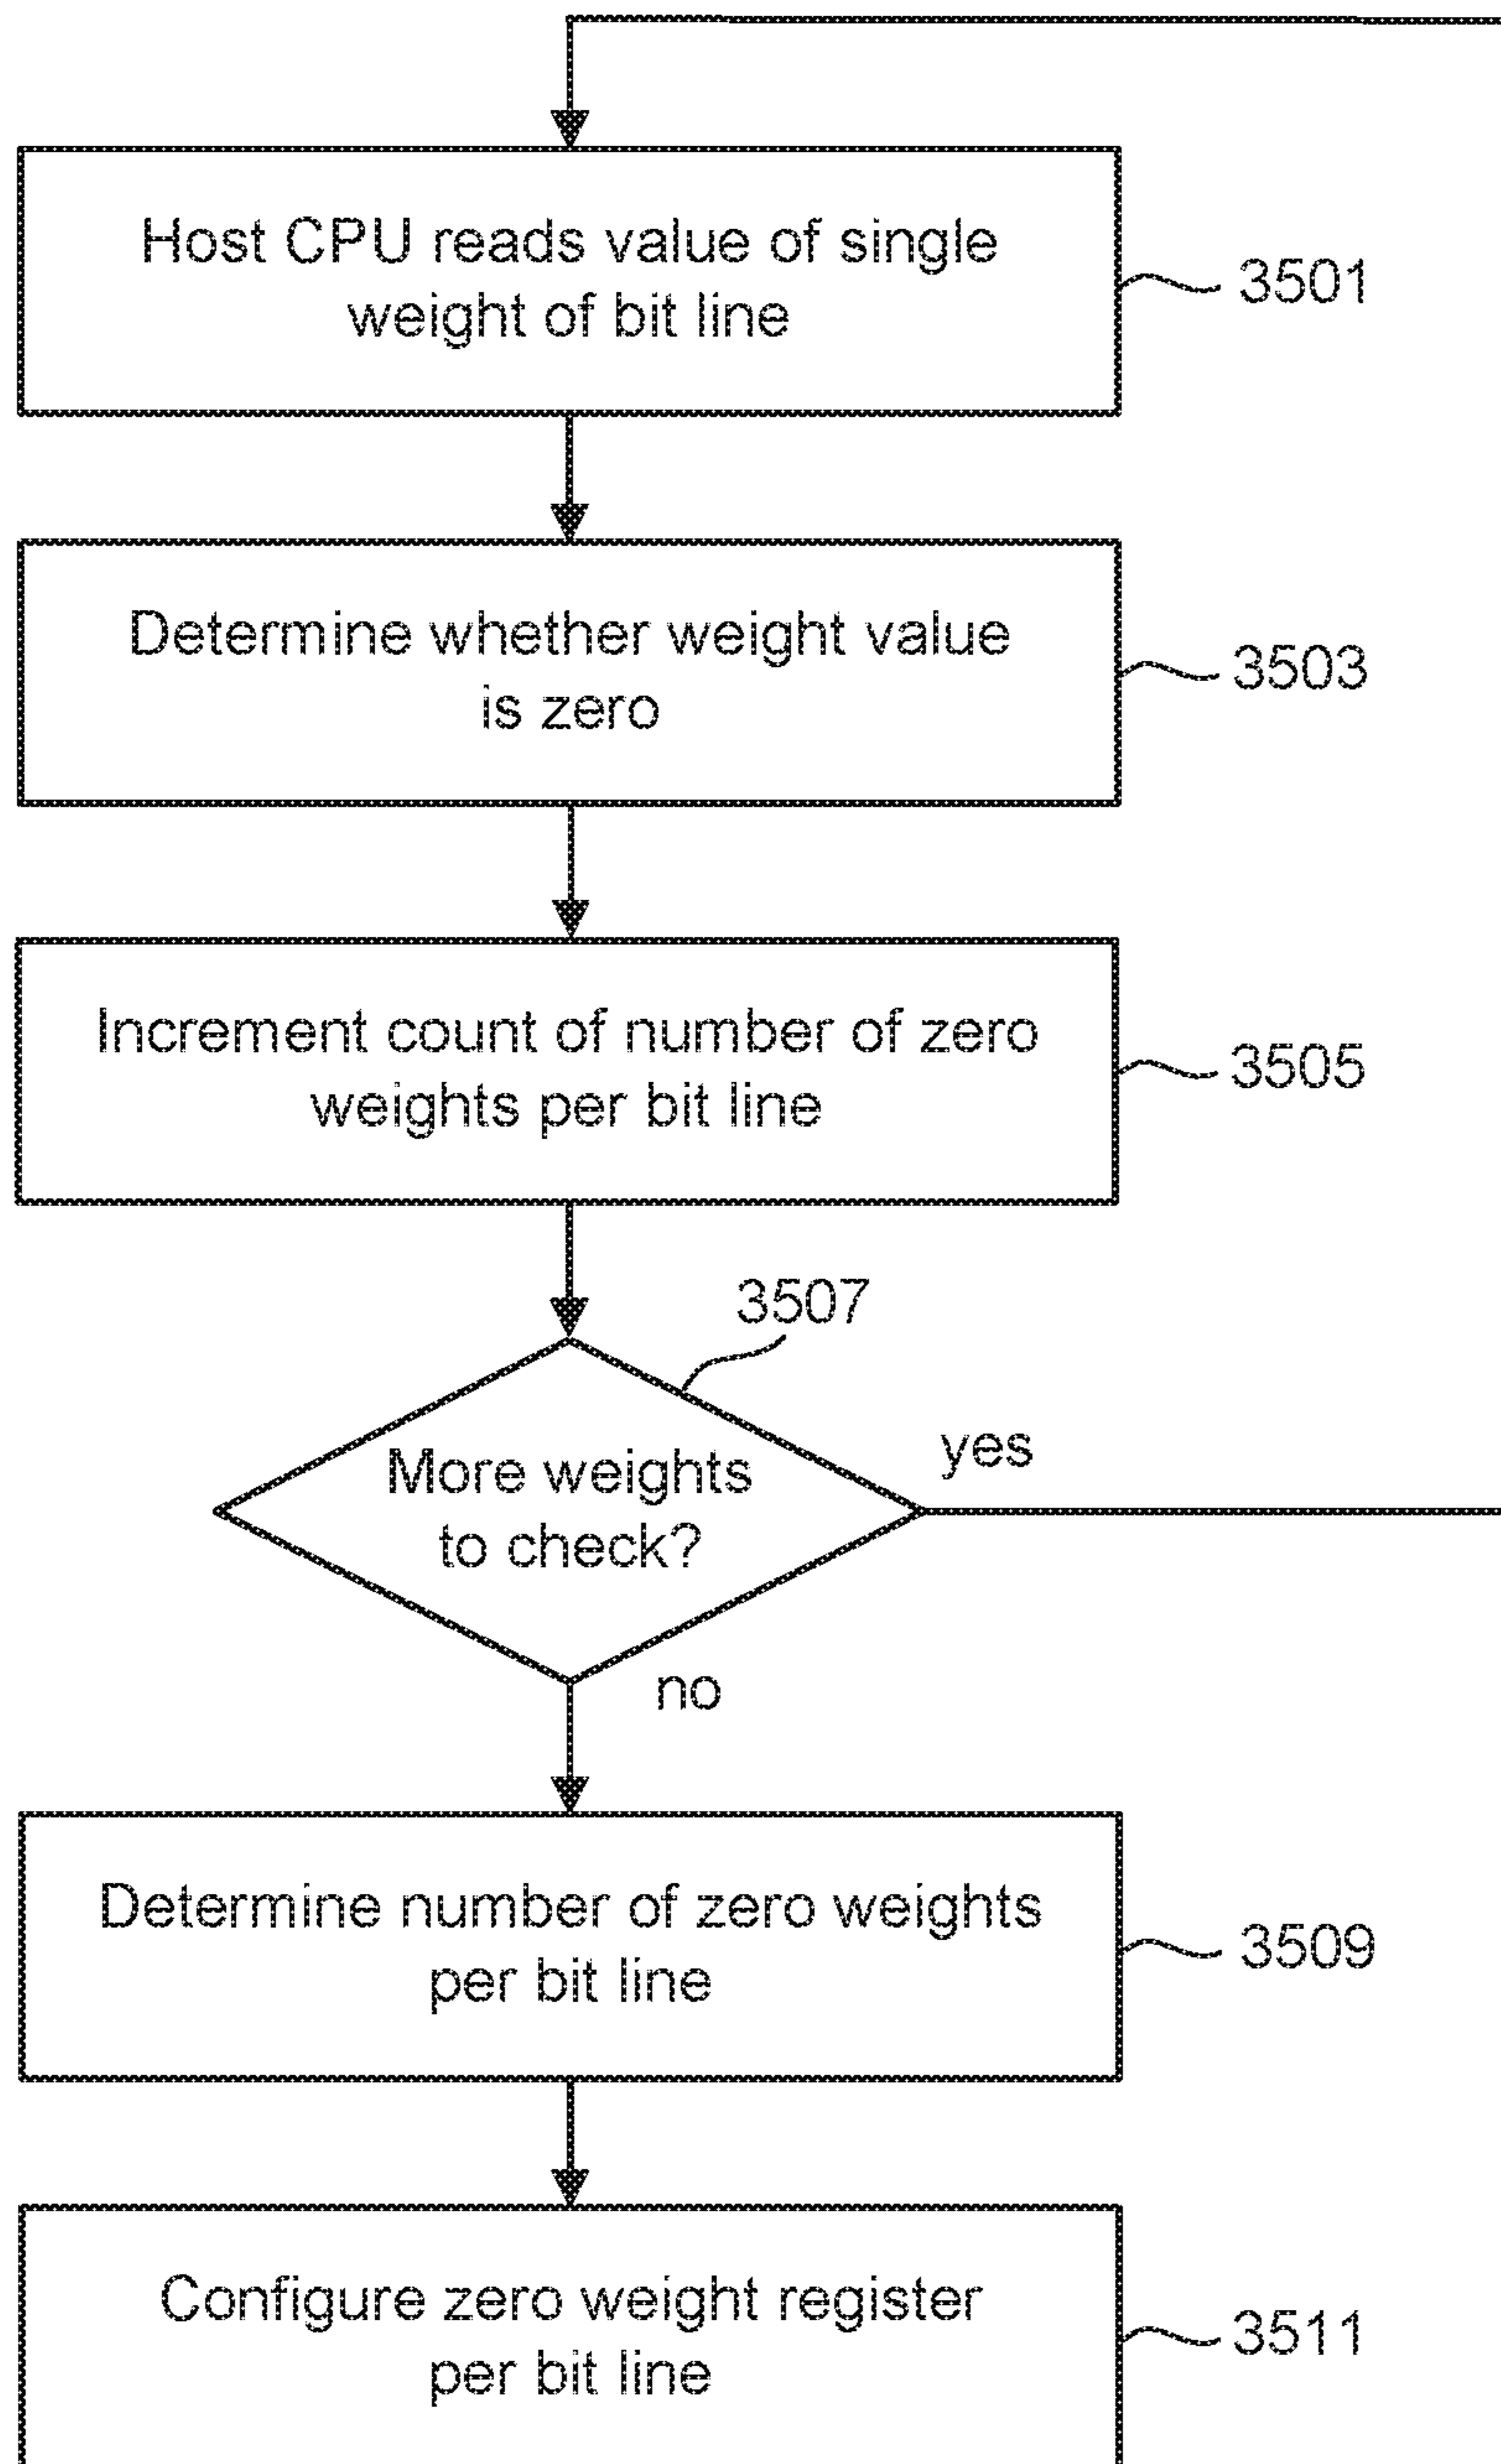 Host CPU reads value of single
weight of bit line
3501
Determine whether weight value
is zero
3503
Increment count of number of zero
weights per bit line
3505
3507
More weights
to check?
yes
no
Determine number of zero weights
per bit line
3509
Configure zero weight register
per bit line
3511